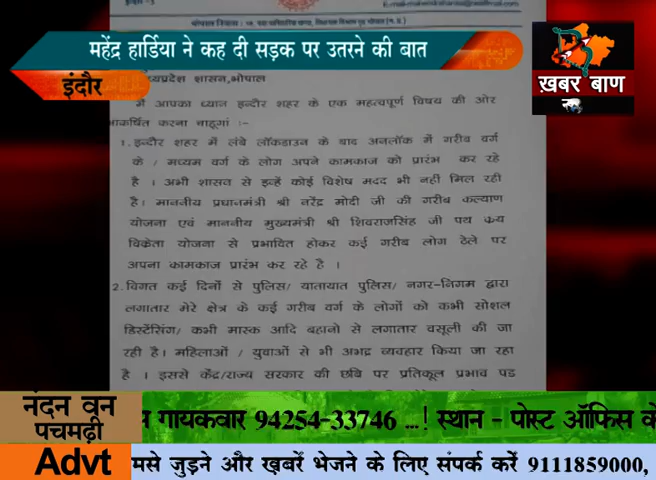 भोपाल निवास :
महेंद्र हार्डिया ने कह दी सड़क पर उतरने की बात
इंदौर
ख़बर बाण
मध्यप्रदेश शासन,भोपाल
मैं आपका ध्यान इन्दौर शहर के एक महत्वपूर्ण विषय की ओर
आकर्षित करना चाहूगां :-
1. इन्दौर शहर में लंबे लॉकडाउन के बाद अनलॉक में गरीब वर्ग
के / मध्यम वर्ग के लोग अपने कामकाज को प्रारंभ कर रहे
है । अभी शासन से इन्हें कोई विशेष मदद भी नहीं मिल रही
है। माननीय प्रधानमंत्री श्री नरेंद्र मोदी जी की गरीब कल्याण
योजना एवं माननीय मुख्यमंत्री श्री शिवराजसिंह जी पथ क्रय
विक्रेता योजना से प्रभावित होकर कई गरीब लोग ठेले पर
अपना कामकाज प्रारंभ कर रहे है ।
2. विगत कई दिनों से पुलिस/ यातायात पुलिस/ नगर-निगम द्वारा
लगातार मेरे क्षेत्र के कई गरीब वर्ग के लोगों को कभी सोशल
डिस्टेंसिंग/ कभी मास्क आदि बहानो से लगातार वसूली की जा
रही है। महिलाओं / युवाओं से भी अभद्र व्यवहार किया जा रहा
है । इससे केंद्र/राज्य सरकार की छबि पर प्रतिकूल प्रभाव पड
नंदन वन
पचमढ़ी
स गायकवार 94254-33746 ...! स्थान - पोस्ट ऑफिस के
Advt
मसे जुड़ने और ख़बरें भेजने के लिए संपर्क करें 9111859000,